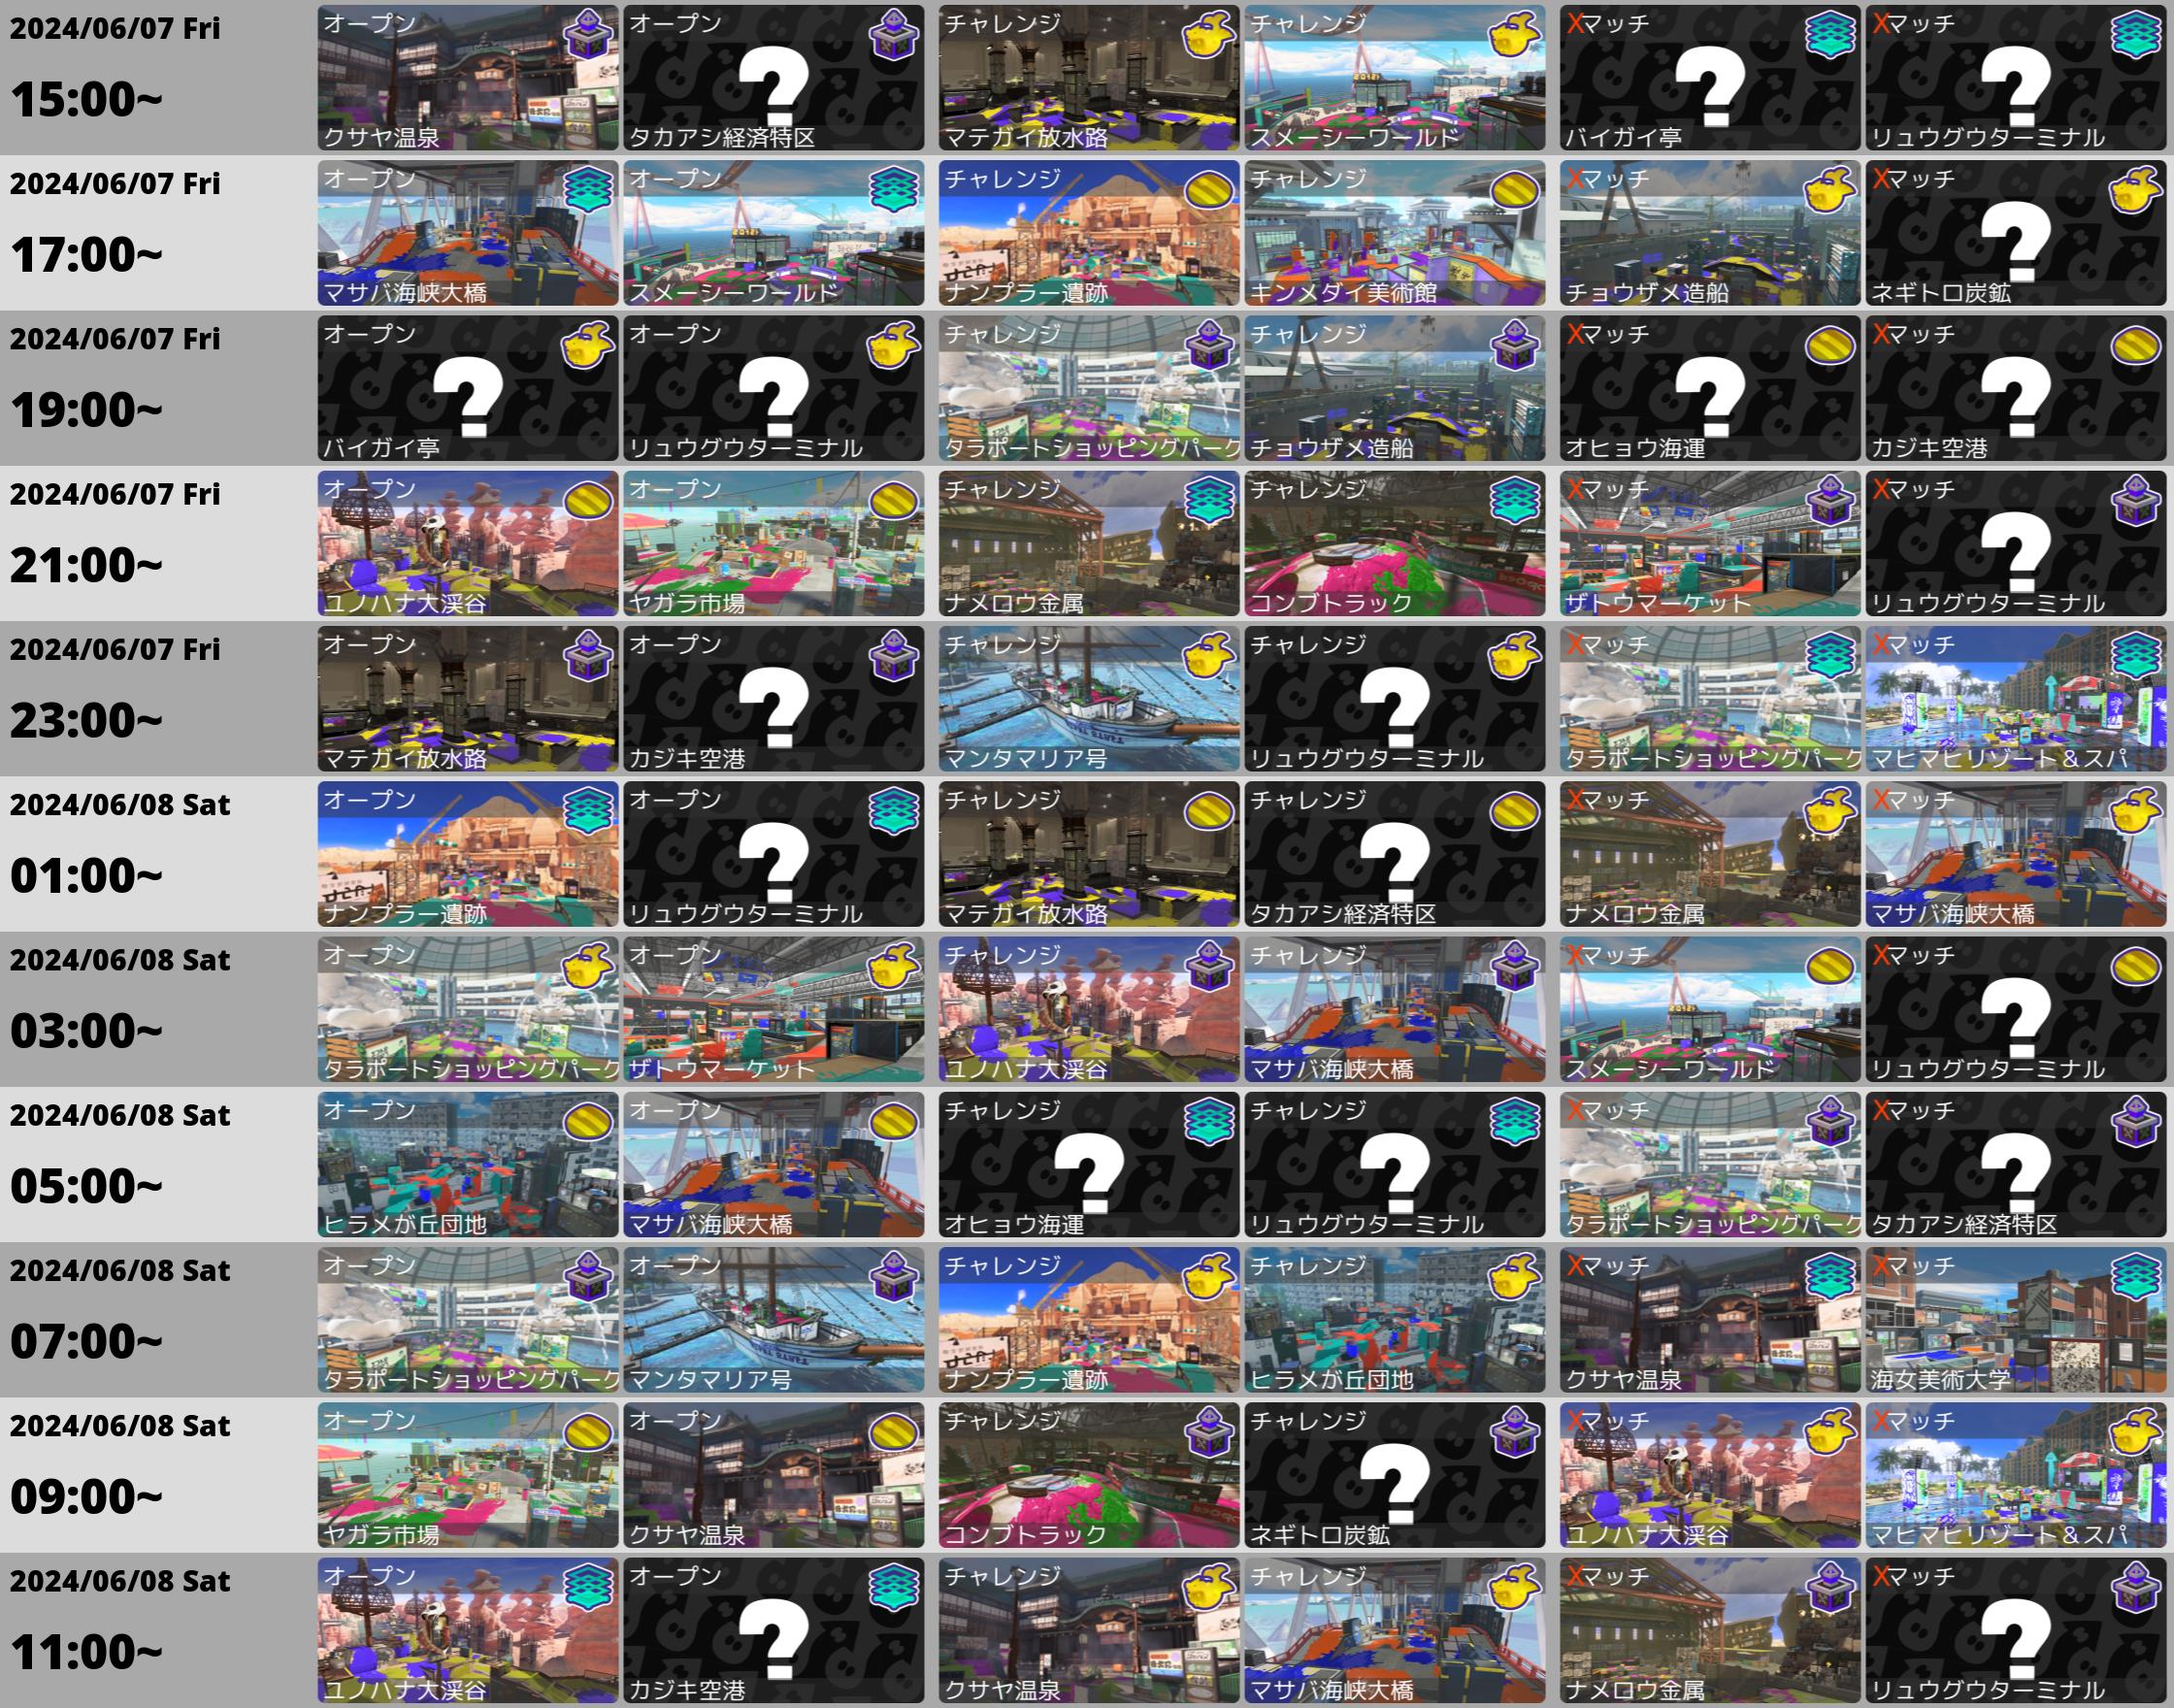 2024/06/07 Fri
15:00~
オープン
クサヤ温泉
オープン
タカアシ経済特区
チャレンジ
マテガイ放水路
チャレンジ
スメーシーワールド
Xマッチ
バイガイ亭
Xマッチ
リュウグウターミナル
2024/06/07 Fri
17:00~
オープン
マサバ海峡大橋
オープン
スメーシーワールド
チャレンジ
ナンプラー遺跡
チャレンジ
キンメダイ美術館
Xマッチ
チョウザメ造船
Xマッチ
ネギトロ炭鉱
2024/06/07 Fri
19:00~
オープン
バイガイ亭
オープン
リュウグウターミナル
チャレンジ
タラポートショッピングパーク
チャレンジ
チョウザメ造船
Xマッチ
オヒョウ海運
Xマッチ
カジキ空港
2024/06/07 Fri
21:00~
オープン
ユノハナ大渓谷
オープン
ヤガラ市場
チャレンジ
ナメロウ金属
チャレンジ
コンブトラック
Xマッチ
ザトウマーケット
Xマッチ
リュウグウターミナル
2024/06/07 Fri
23:00~
オープン
マテガイ放水路
オープン
カジキ空港
チャレンジ
マンタマリア号
チャレンジ
リュウグウターミナル
Xマッチ
タラポートショッピングパーク
Xマッチ
マヒマヒリゾート＆スパ
2024/06/08 Sat
01:00~
オープン
ナンプラー遺跡
オープン
リュウグウターミナル
チャレンジ
マテガイ放水路
チャレンジ
タカアシ経済特区
Xマッチ
ナメロウ金属
Xマッチ
マサバ海峡大橋
2024/06/08 Sat
03:00~
オープン
タラポートショッピングパーク
オープン
ザトウマーケット
チャレンジ
ユノハナ大渓谷
チャレンジ
マサバ海峡大橋
Xマッチ
スメーシーワールド
Xマッチ
リュウグウターミナル
2024/06/08 Sat
05:00~
オープン
ヒラメが丘団地
オープン
マサバ海峡大橋
チャレンジ
オヒョウ海運
チャレンジ
リュウグウターミナル
Xマッチ
タラポートショッピングパーク
Xマッチ
タカアシ経済特区
2024/06/08 Sat
07:00~
オープン
タラポートショッピングパーク
オープン
マンタマリア号
チャレンジ
ナンプラー遺跡
チャレンジ
ヒラメが丘団地
Xマッチ
クサヤ温泉
Xマッチ
海女美術大学
2024/06/08 Sat
09:00~
オープン
ヤガラ市場
オープン
クサヤ温泉
チャレンジ
コンブトラック
チャレンジ
ネギトロ炭鉱
Xマッチ
ユノハナ大渓谷
Xマッチ
マヒマヒリゾート＆スパ
2024/06/08 Sat
11:00~
オープン
ユノハナ大渓谷
オープン
カジキ空港
チャレンジ
クサヤ温泉
チャレンジ
マサバ海峡大橋
Xマッチ
ナメロウ金属
Xマッチ
リュウグウターミナル